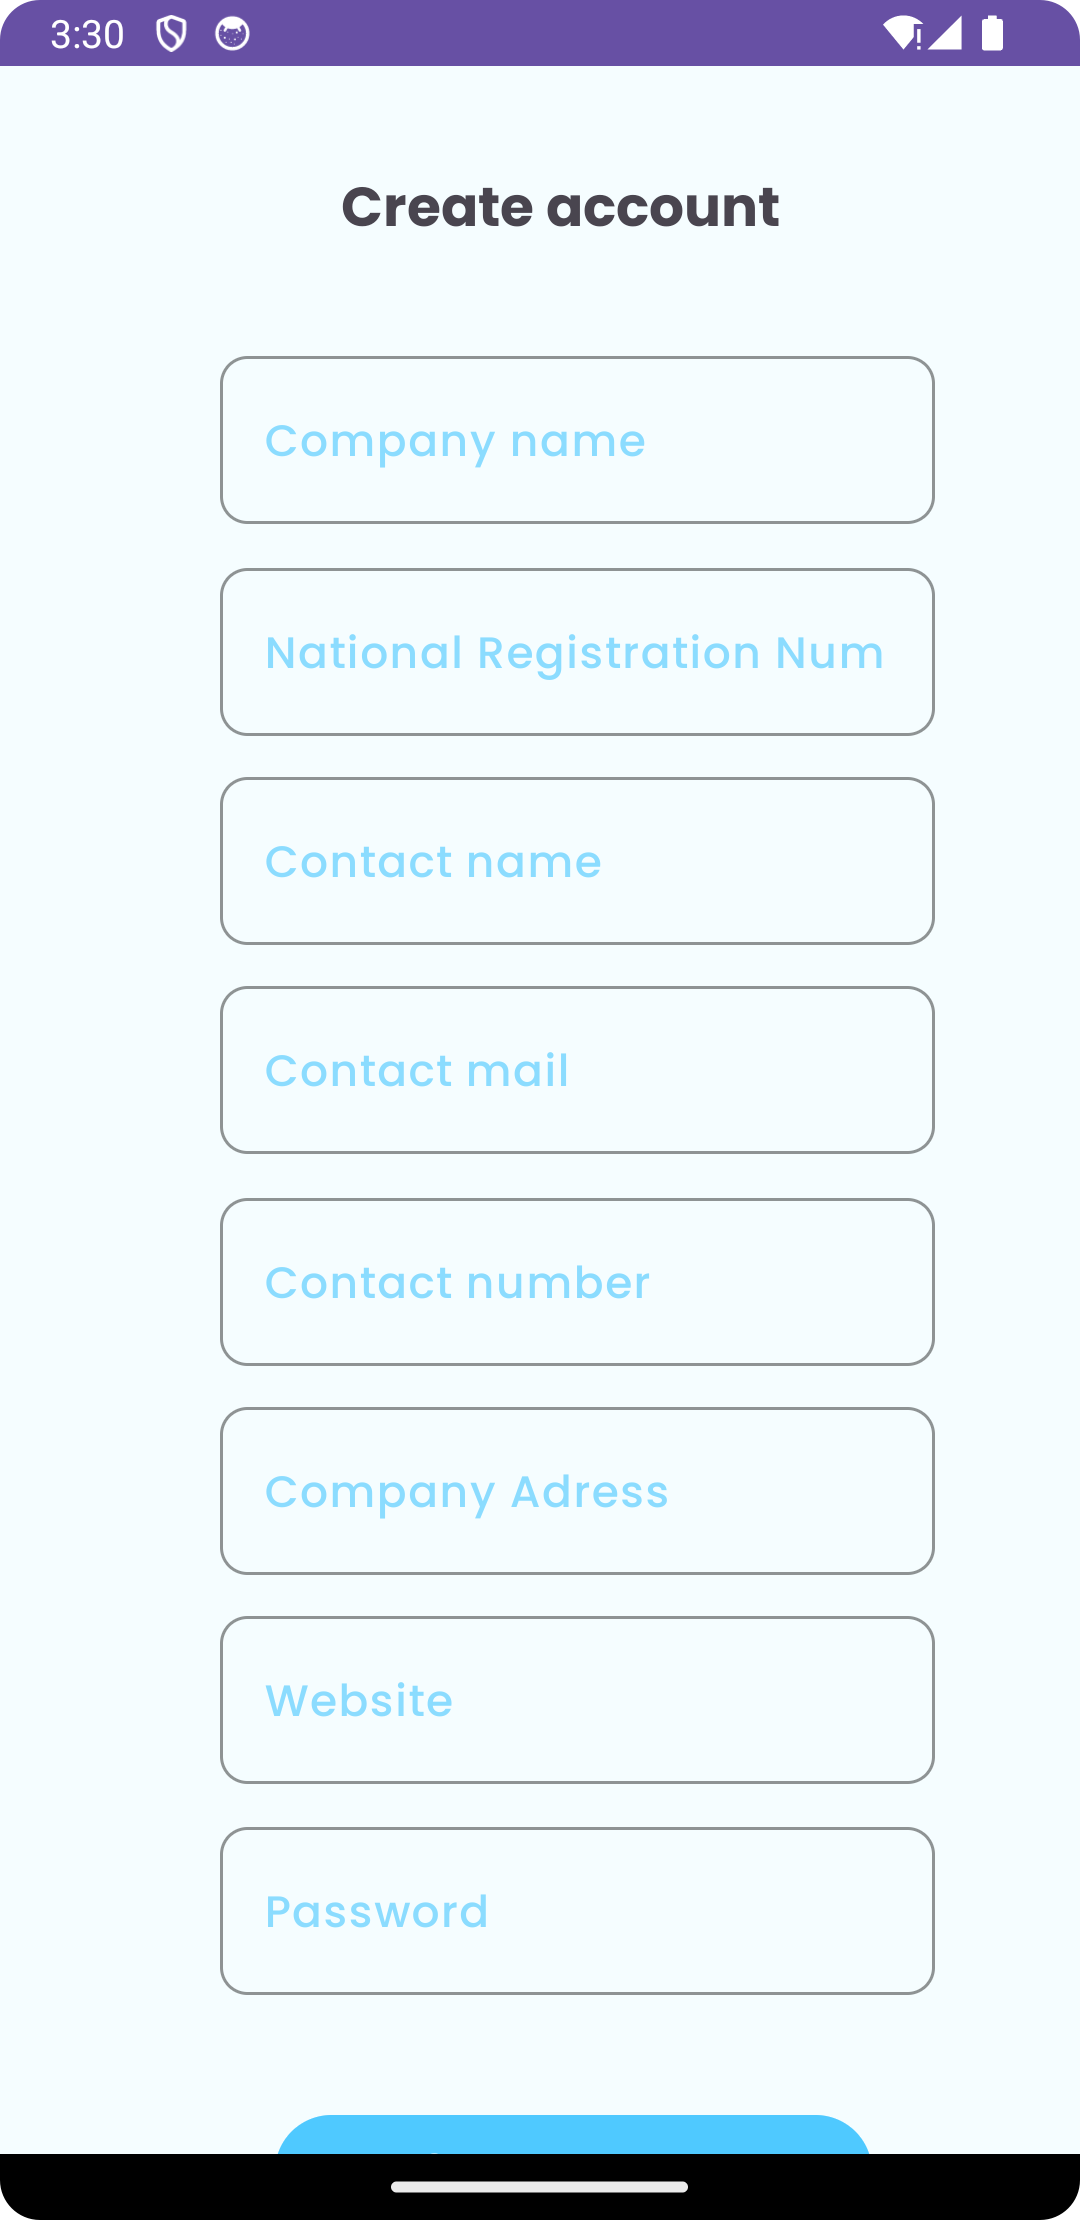 3:30
Create account
Company name
National Registration Num
Contact name
Contact mail
Contact number
Company Adress
Website
Password